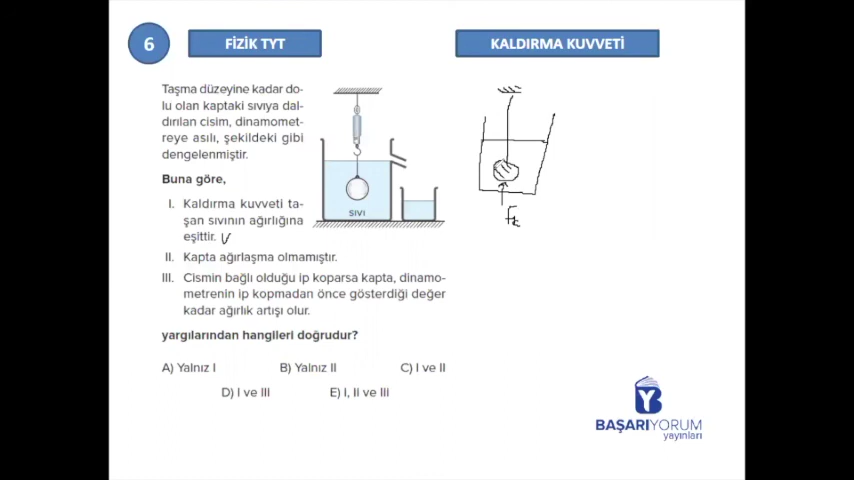 6
FİZİK TYT
KALDIRMA KUVVETİ
Taşma düzeyine kadar do-
lu olan kaptaki sıvıya dal-
dırılan cisim, dinamomet-
reye asılı, şekildeki gibi
dengelenmiştir.
Buna göre,
I. Kaldırma kuvveti ta-
şan sıvının ağırlığına
eşittir.
II. Kapta ağırlaşma olmamıştır.
III. Cismin bağlı olduğu ip koparsa kapta, dinamo-
metrenin ip kopmadan önce gösterdiği değer
kadar ağırlık artışı olur.
yargılarından hangileri doğrudur?
A) Yalnız I B) Yalnız II C) I ve II
D) I ve III E) I, II ve III
SIVI
Fk
BAŞARIYORUM
yayınları